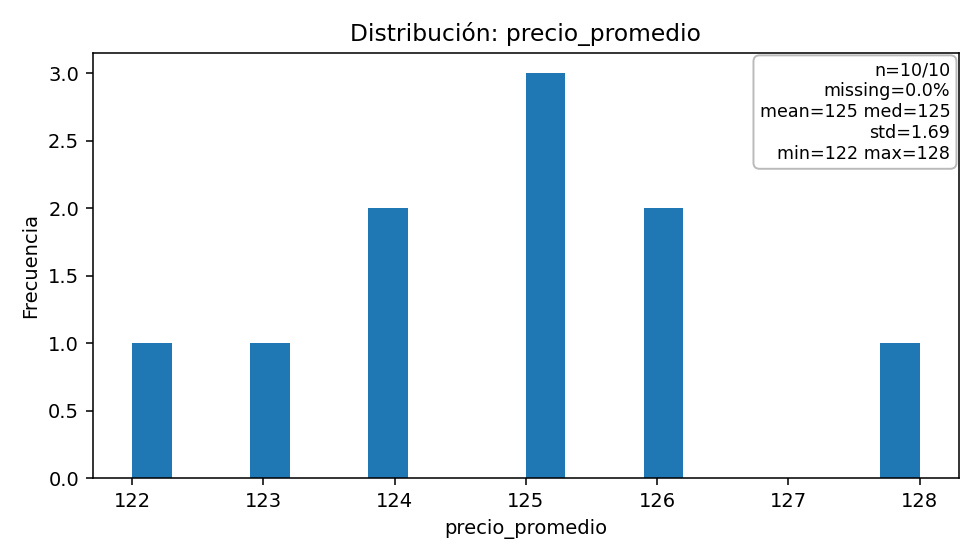 Distribución: precio_promedio
n=10/10
missing=0.0%
mean=125 med=125
std=1.69
min=122 max=128
Frecuencia
3.0
2.5
2.0
1.5
1.0
0.5
0.0
122 123 124 125 126 127 128
precio_promedio